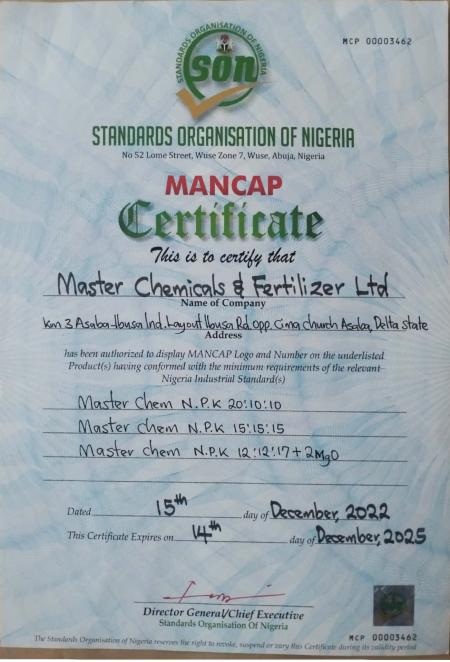 MCP 00003462
STANDARDS ORGANISATION OF NIGERIA
SON
STANDARDS ORGANISATION OF NIGERIA
No 52 Lome Street, Wuse Zone 7, Wuse, Abuja, Nigeria
MANCAP
Certificate
This is to certify that
Master Chemicals & Fertilizer Ltd
Name of Company
Km 3 Asaba-Ibusa Ind. Layout Ibusa Rd. Opp. Cima church Asaba, Delta state
Address
has been authorized to display MANCAP Logo and Number on the underlisted
Product(s) having conformed with the minimum requirements of the relevant
Nigeria Industrial Standard(s)
Master Chem N.P.K 20:10:10
Master Chem N.P.K 15:15:15
Master chem N.P.K 12:12:17 + 2MgO
Dated 15th day of December, 2022
This Certificate Expires on 14th day of December, 2025
Director General/Chief Executive
Standards Organisation Of Nigeria
MCP 00003462
The Standards Organisation of Nigeria reserves the right to revoke, suspend or vary this Certificate during its validity period